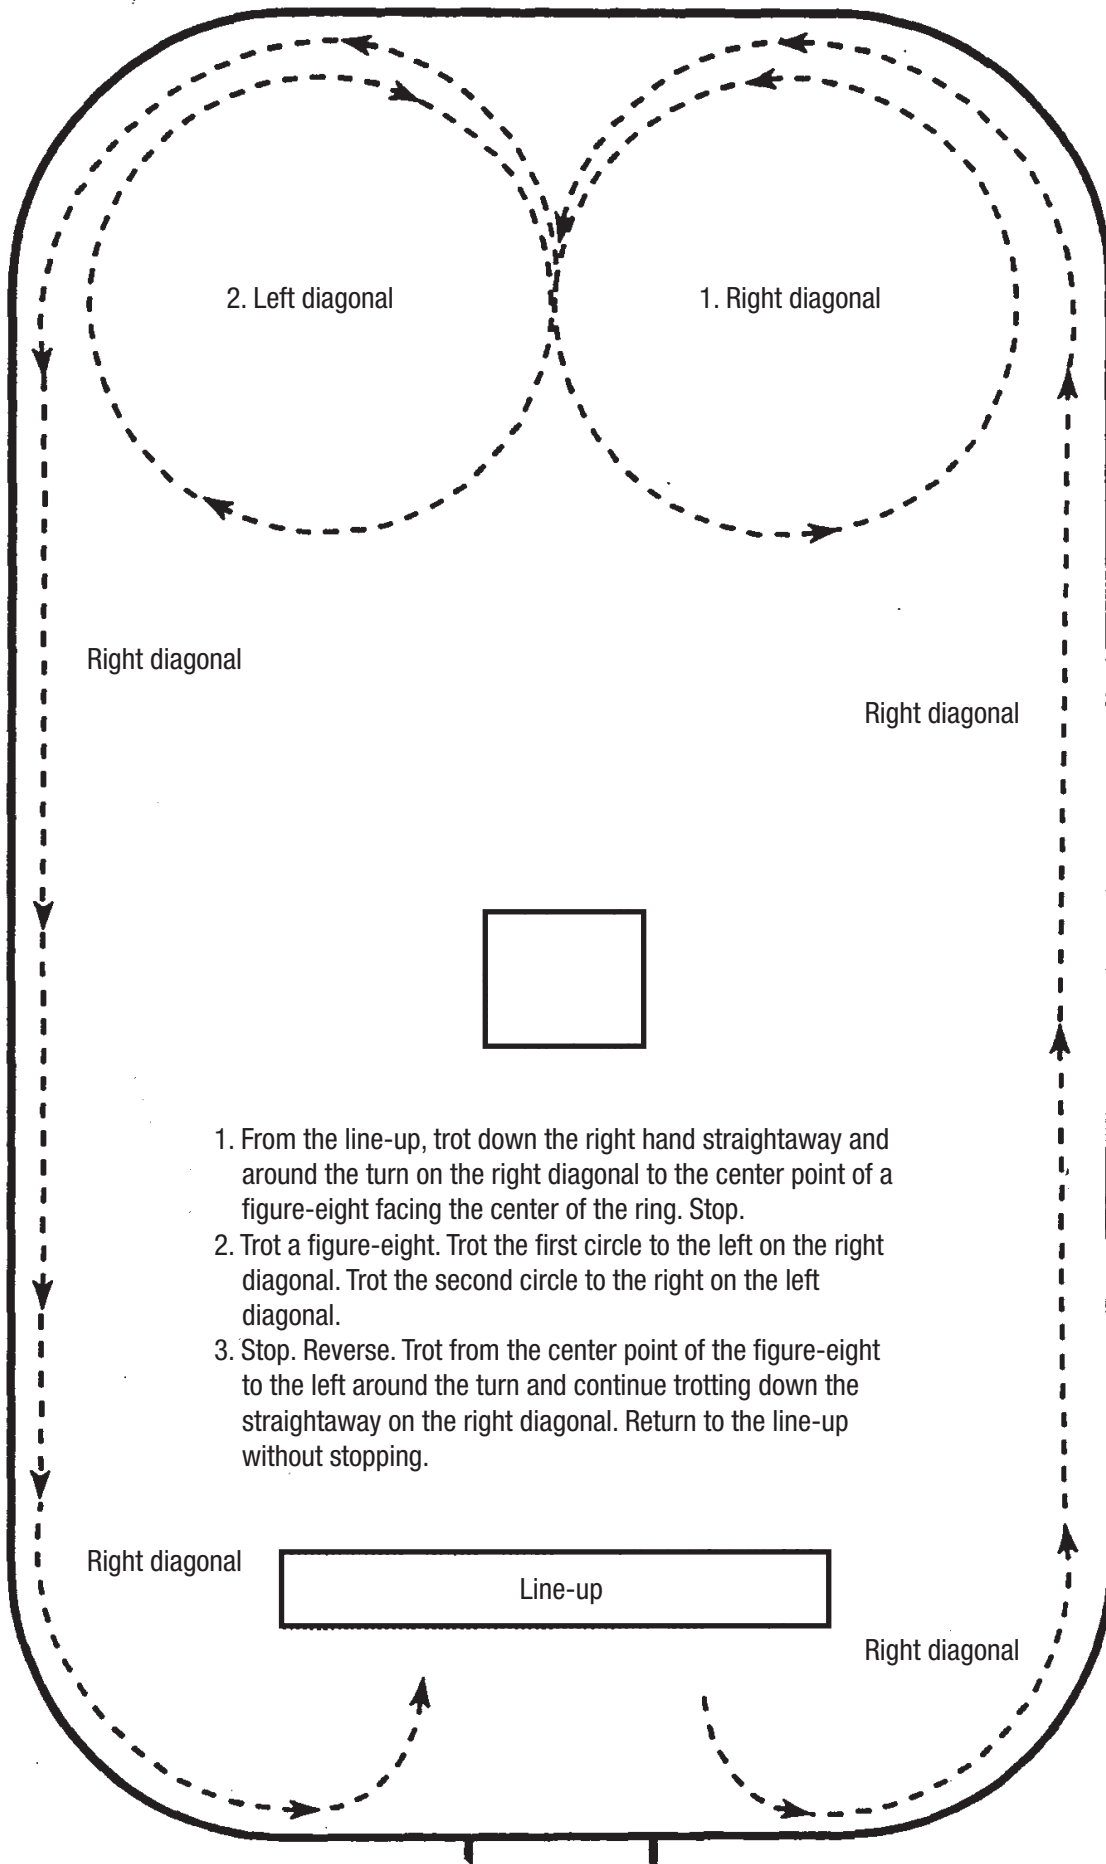 2. Left diagonal
1. Right diagonal
Right diagonal
Right diagonal
1. From the line-up, trot down the right hand straightaway and
around the turn on the right diagonal to the center point of a
figure-eight facing the center of the ring. Stop.
2. Trot a figure-eight. Trot the first circle to the left on the right
diagonal. Trot the second circle to the right on the left
diagonal.
3. Stop. Reverse. Trot from the center point of the figure-eight
to the left around the turn and continue trotting down the
straightaway on the right diagonal. Return to the line-up
without stopping.
Right diagonal
Line-up
Right diagonal